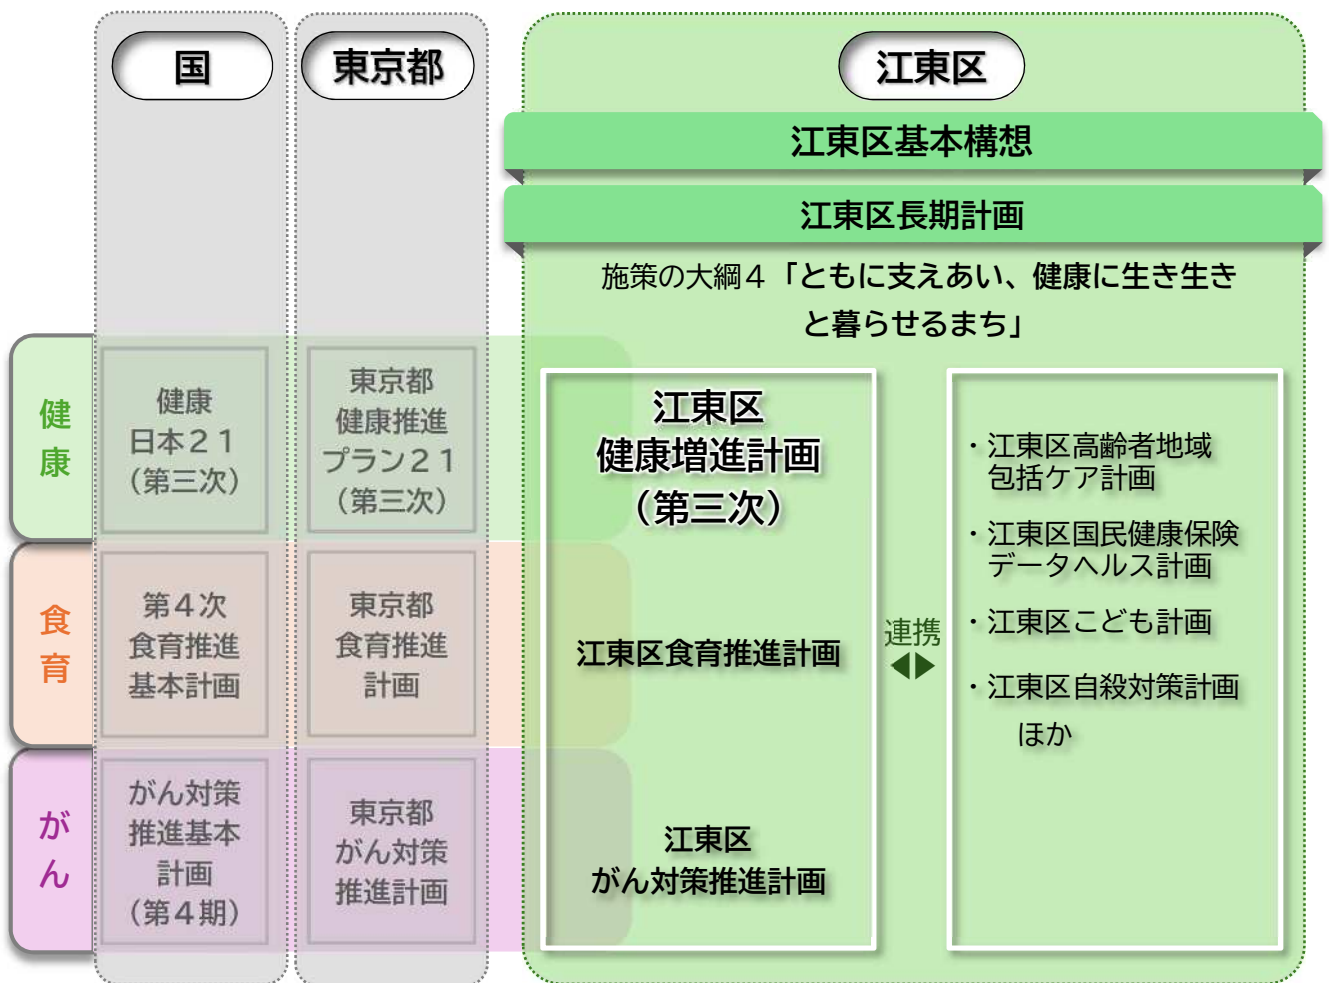 国
東京都
江東区
江東区基本構想
江東区長期計画
施策の大綱４「ともに支えあい、健康に生き生き
と暮らせるまち」
健
康
健康
日本２１
（第三次）
東京都
健康推進
プラン２１
（第三次）
江東区
健康増進計画
（第三次）
食
育
第４次
食育推進
基本計画
東京都
食育推進
計画
江東区食育推進計画
が
ん
がん対策
推進基本
計画
（第４期）
東京都
がん対策
推進計画
江東区
がん対策推進計画
連携
・江東区高齢者地域
包括ケア計画
・江東区国民健康保険
データヘルス計画
・江東区こども計画
・江東区自殺対策計画
ほか